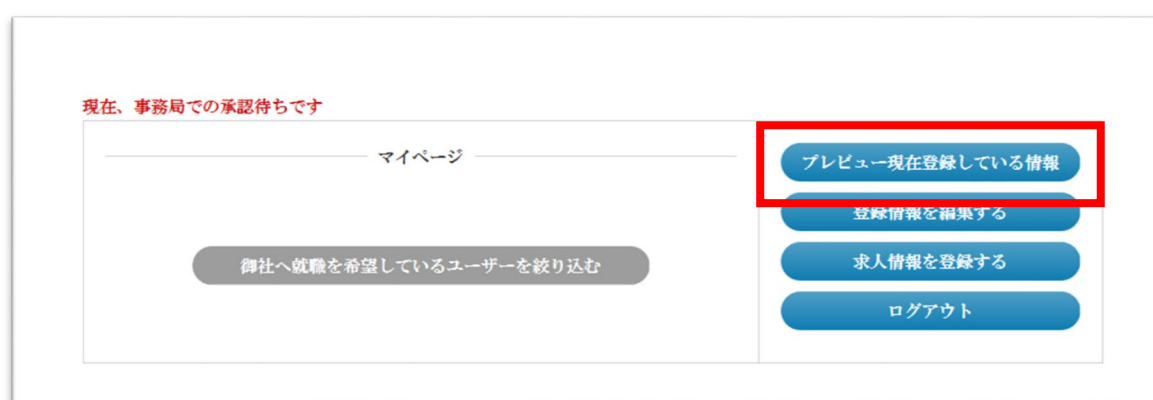 現在、事務局での承認待ちです
マイページ
御社へ就職を希望しているユーザーを絞り込む
プレビュー現在登録している情報
登録情報を編集する
求人情報を登録する
ログアウト